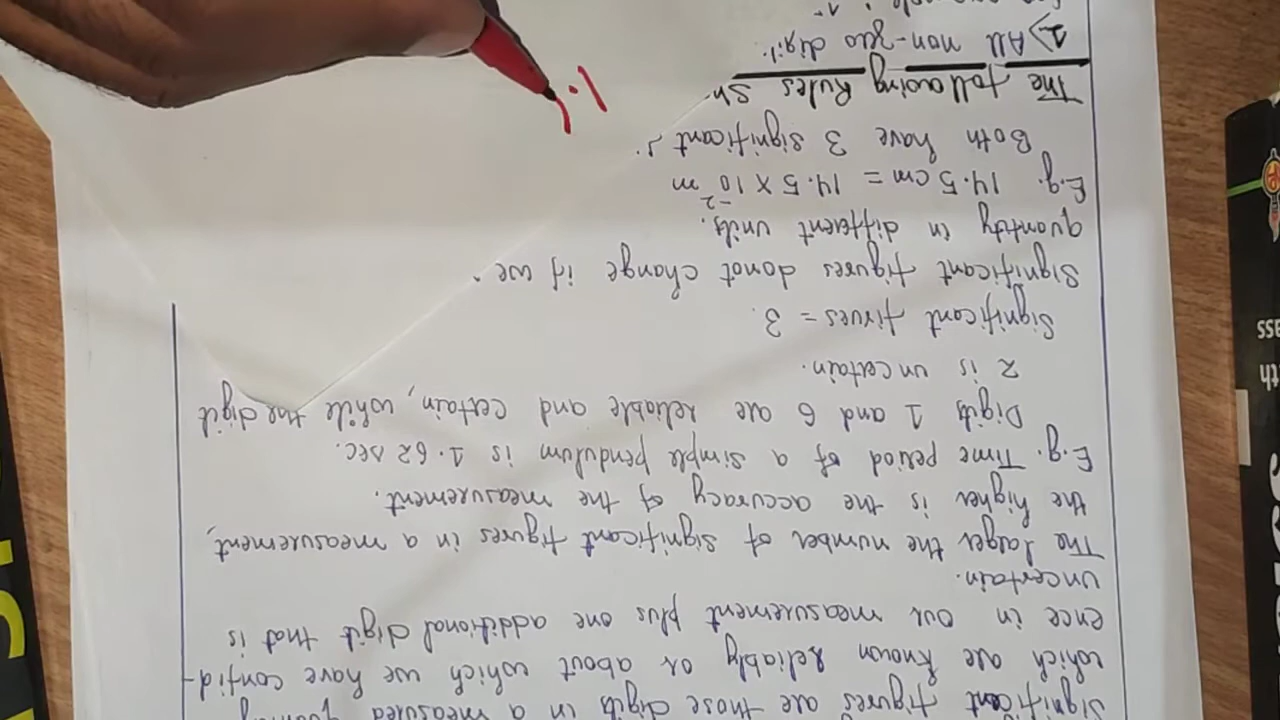 Significant figures are those digits in a measured
which are known reliably or about which we have confid-
ence in our measurement plus one additional digit that is
uncertain.
The larger the number of significant figures in a measurement,
the higher is the accuracy of the measurement.
E.g. Time period of a simple pendulum is 1.62 sec.
Digits 1 and 6 are reliable and certain, while the digit
2 is uncertain.
Significant firues = 3.
Significant figures donot change if we
quantity in different units.
E.g. 14.5 cm = 14.5 × 10⁻² m
Both have 3 significant
The following Rules
1) All non-zero
1.